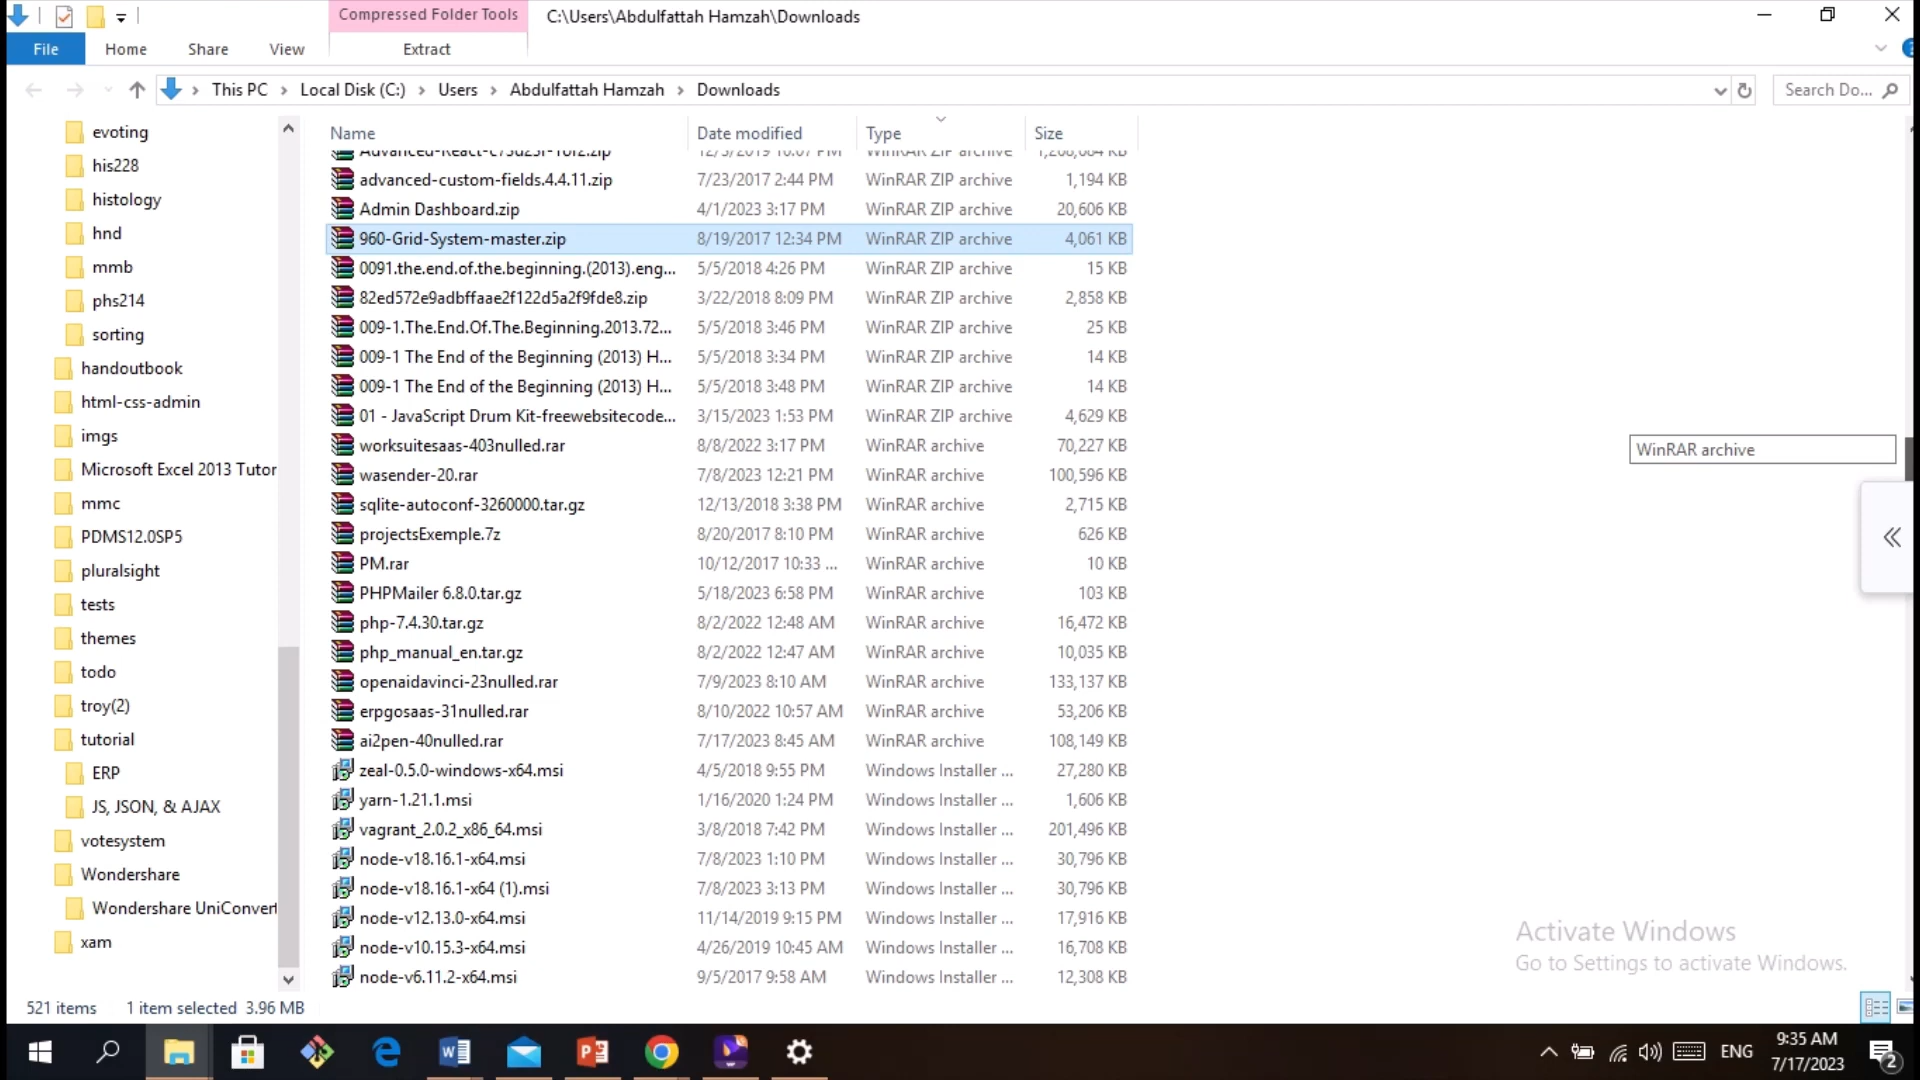 Compressed Folder Tools
C:\Users\Abdulfattah Hamzah\Downloads
File Home Share View Extract
This PC Local Disk (C:) Users Abdulfattah Hamzah Downloads
Search Do...
evoting
his228
histology
hnd
mmb
phs214
sorting
handoutbook
html-css-admin
imgs
Microsoft Excel 2013 Tutor
mmc
PDMS12.0SP5
pluralsight
tests
themes
todo
troy(2)
tutorial
ERP
JS, JSON, & AJAX
votesystem
Wondershare
Wondershare UniConvert
xam
Name Date modified Type Size
advanced-custom-fields.4.4.11.zip 7/23/2017 2:44 PM WinRAR ZIP archive 1,194 KB
Admin Dashboard.zip 4/1/2023 3:17 PM WinRAR ZIP archive 20,606 KB
960-Grid-System-master.zip 8/19/2017 12:34 PM WinRAR ZIP archive 4,061 KB
0091.the.end.of.the.beginning.(2013).eng... 5/5/2018 4:26 PM WinRAR ZIP archive 15 KB
82ed572e9adbffaae2f122d5a2f9fde8.zip 3/22/2018 8:09 PM WinRAR ZIP archive 2,858 KB
009-1.The.End.Of.The.Beginning.2013.72... 5/5/2018 3:46 PM WinRAR ZIP archive 25 KB
009-1 The End of the Beginning (2013) H... 5/5/2018 3:34 PM WinRAR ZIP archive 14 KB
009-1 The End of the Beginning (2013) H... 5/5/2018 3:48 PM WinRAR ZIP archive 14 KB
01 - JavaScript Drum Kit-freewebsitecode... 3/15/2023 1:53 PM WinRAR ZIP archive 4,629 KB
worksuitesaas-403nulled.rar 8/8/2022 3:17 PM WinRAR archive 70,227 KB
wasender-20.rar 7/8/2023 12:21 PM WinRAR archive 100,596 KB
sqlite-autoconf-3260000.tar.gz 12/13/2018 3:38 PM WinRAR archive 2,715 KB
projectsExemple.7z 8/20/2017 8:10 PM WinRAR archive 626 KB
PM.rar 10/12/2017 10:33 ... WinRAR archive 10 KB
PHPMailer 6.8.0.tar.gz 5/18/2023 6:58 PM WinRAR archive 103 KB
php-7.4.30.tar.gz 8/2/2022 12:48 AM WinRAR archive 16,472 KB
php_manual_en.tar.gz 8/2/2022 12:47 AM WinRAR archive 10,035 KB
openaidavinci-23nulled.rar 7/9/2023 8:10 AM WinRAR archive 133,137 KB
erpgosaas-31nulled.rar 8/10/2022 10:57 AM WinRAR archive 53,206 KB
ai2pen-40nulled.rar 7/17/2023 8:45 AM WinRAR archive 108,149 KB
zeal-0.5.0-windows-x64.msi 4/5/2018 9:55 PM Windows Installer ... 27,280 KB
yarn-1.21.1.msi 1/16/2020 1:24 PM Windows Installer ... 1,606 KB
vagrant_2.0.2_x86_64.msi 3/8/2018 7:42 PM Windows Installer ... 201,496 KB
node-v18.16.1-x64.msi 7/8/2023 1:10 PM Windows Installer ... 30,796 KB
node-v18.16.1-x64 (1).msi 7/8/2023 3:13 PM Windows Installer ... 30,796 KB
node-v12.13.0-x64.msi 11/14/2019 9:15 PM Windows Installer ... 17,916 KB
node-v10.15.3-x64.msi 4/26/2019 10:45 AM Windows Installer ... 16,708 KB
node-v6.11.2-x64.msi 9/5/2017 9:58 AM Windows Installer ... 12,308 KB
WinRAR archive
Activate Windows
Go to Settings to activate Windows.
521 items 1 item selected 3.96 MB
ENG
9:35 AM
7/17/2023
2